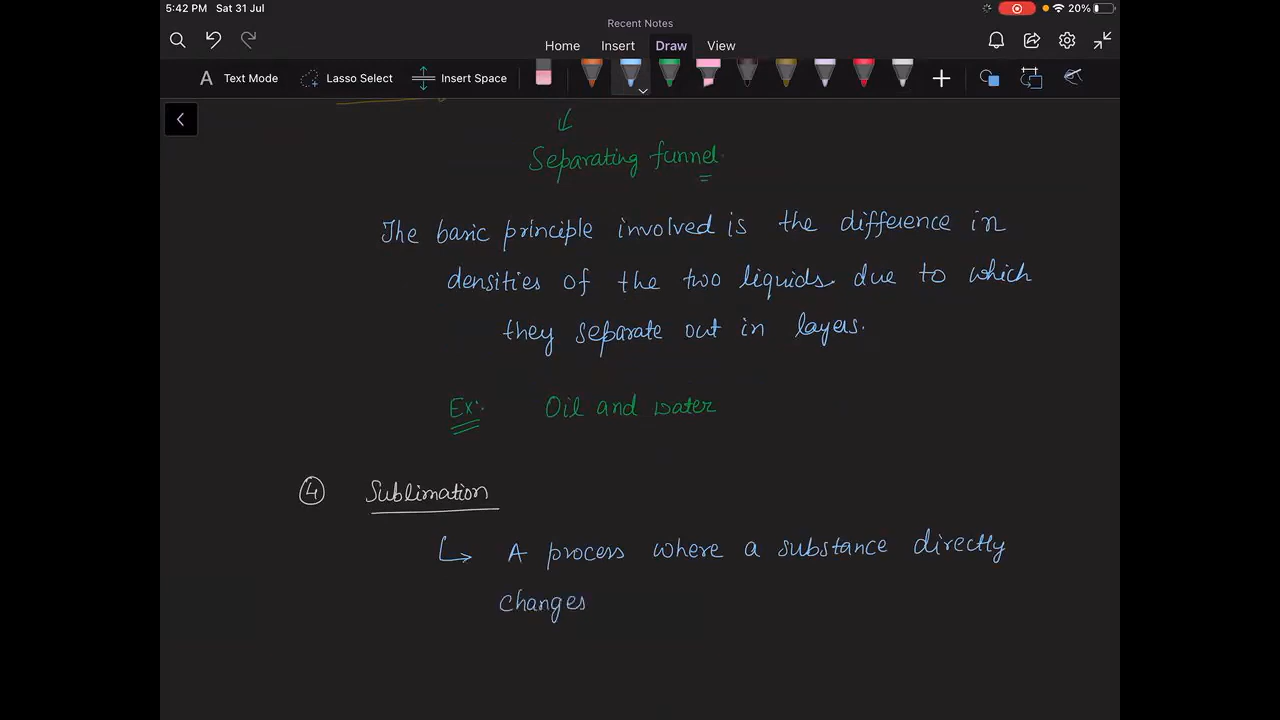 5:42 PM Sat 31 Jul
20%
Recent Notes
Home Insert Draw View
Text Mode Lasso Select Insert Space
Separating funnel
The basic principle involved is the difference in
densities of the two liquids due to which
they separate out in layers.
Ex: Oil and water
4 Sublimation
A process where a substance directly
changes